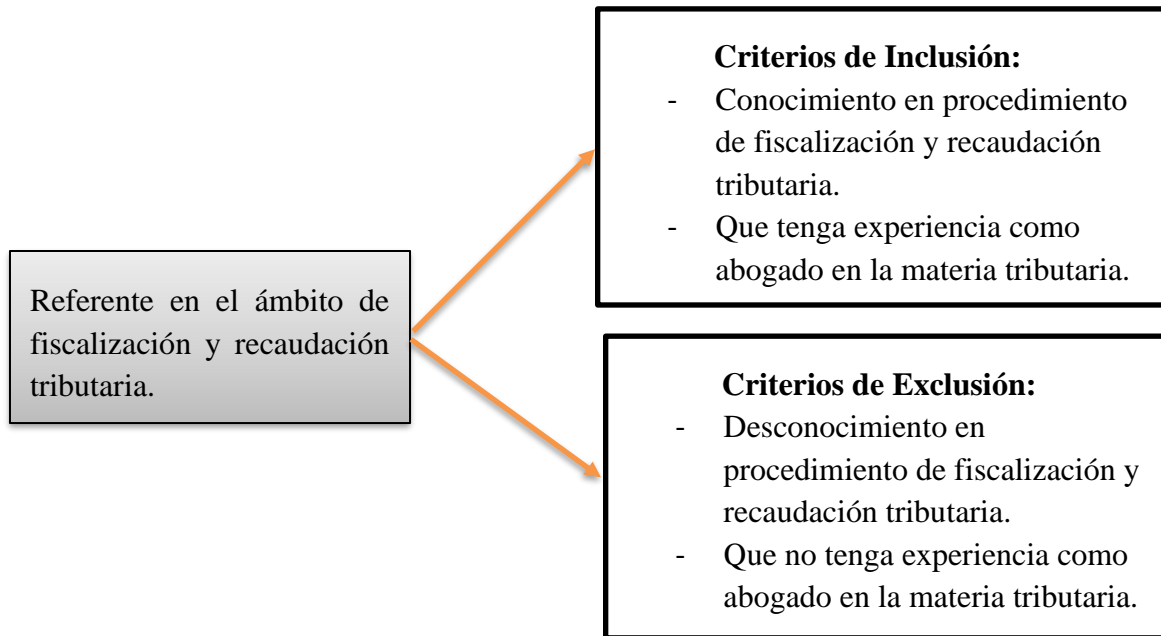 Referente en el ámbito de
fiscalización y recaudación
tributaria.
Criterios de Inclusión:
- Conocimiento en procedimiento
de fiscalización y recaudación
tributaria.
- Que tenga experiencia como
abogado en la materia tributaria.
Criterios de Exclusión:
- Desconocimiento en
procedimiento de fiscalización y
recaudación tributaria.
- Que no tenga experiencia como
abogado en la materia tributaria.